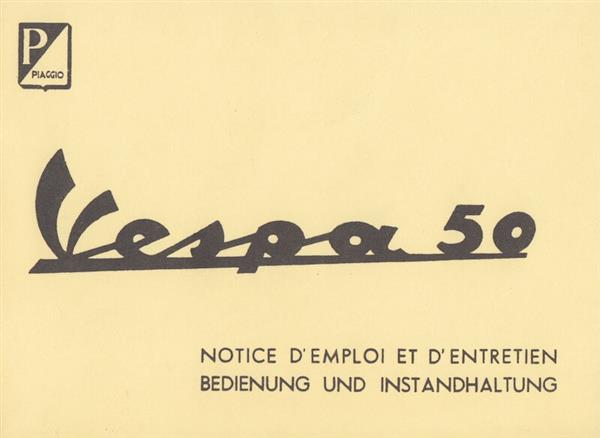 P
PIAGGIO
Vespa 50
NOTICE D'EMPLOI ET D'ENTRETIEN
BEDIENUNG UND INSTANDHALTUNG